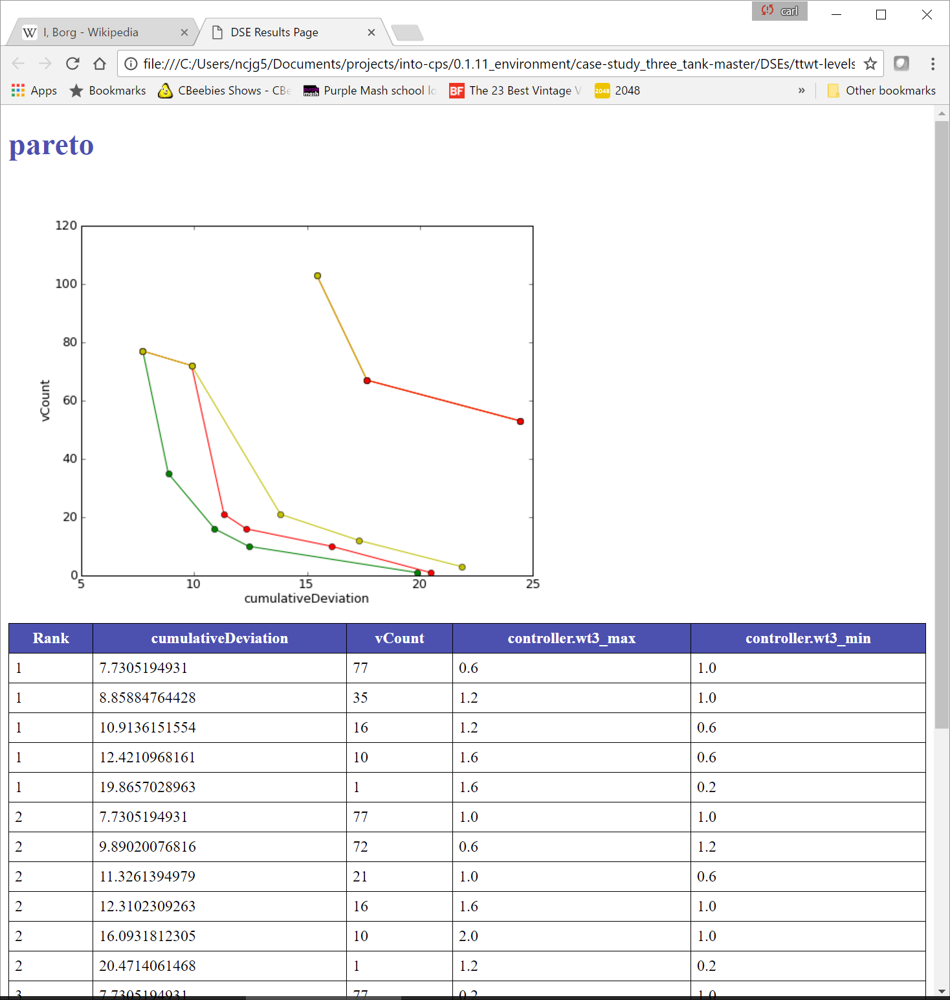 carl
W I, Borg - Wikipedia DSE Results Page
file:///C:/Users/ncjg5/Documents/projects/into-cps/0.1.11_environment/case-study_three_tank-master/DSEs/ttwt-levels
Apps Bookmarks CBeebies Shows - CBe purple mash Purple Mash school lo BF The 23 Best Vintage V 2048 2048 » Other bookmarks
pareto
120
100
80
60
40
20
0
vCount
5 10 15 20 25
cumulativeDeviation
Rank cumulativeDeviation vCount controller.wt3_max controller.wt3_min
1 7.7305194931 77 0.6 1.0
1 8.85884764428 35 1.2 1.0
1 10.9136151554 16 1.2 0.6
1 12.4210968161 10 1.6 0.6
1 19.8657028963 1 1.6 0.2
2 7.7305194931 77 1.0 1.0
2 9.89020076816 72 0.6 1.2
2 11.3261394979 21 1.0 0.6
2 12.3102309263 16 1.6 1.0
2 16.0931812305 10 2.0 1.0
2 20.4714061468 1 1.2 0.2
3 7.7305194931 77 0.2 1.0